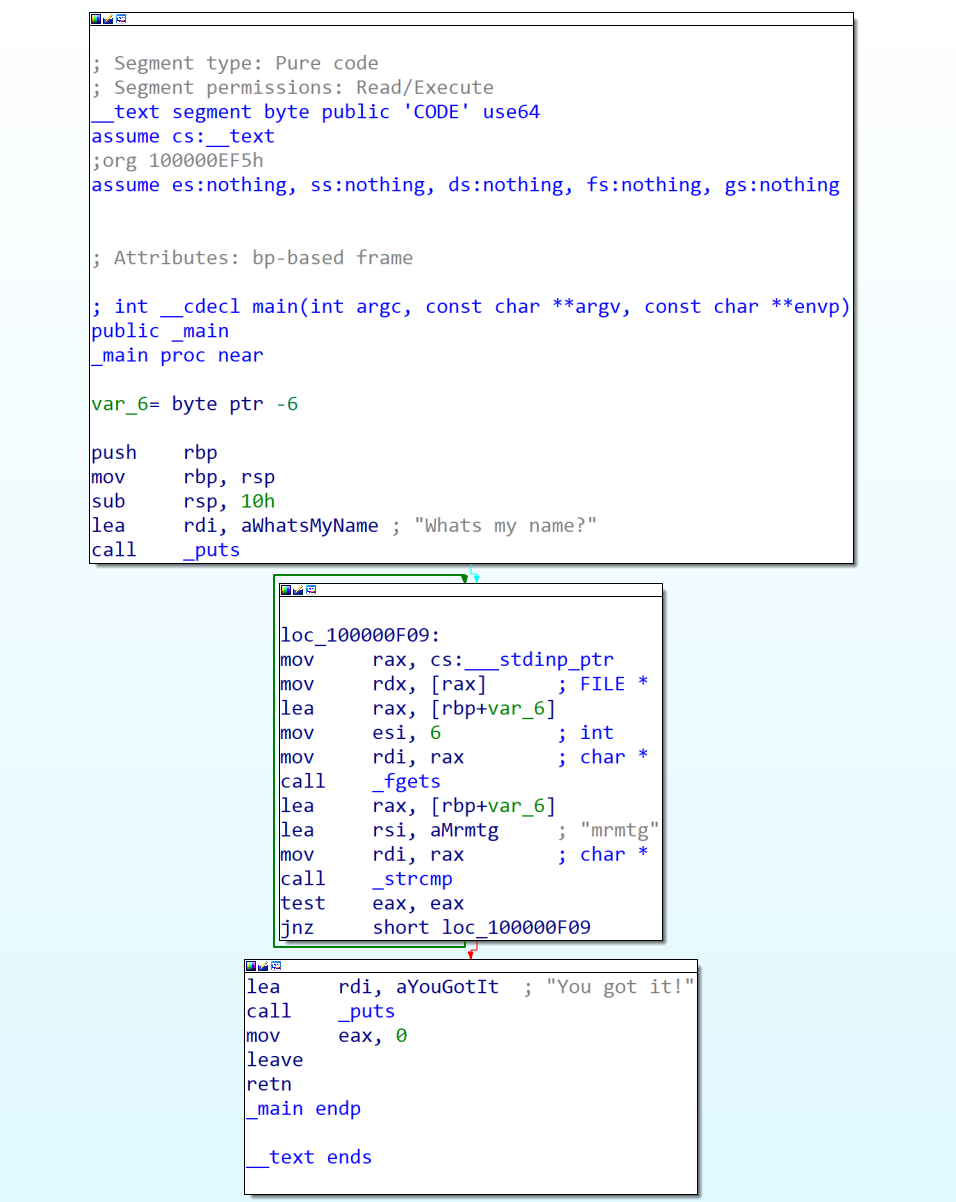 ; Segment type: Pure code
; Segment permissions: Read/Execute
__text segment byte public 'CODE' use64
assume cs:__text
;org 100000EF5h
assume es:nothing, ss:nothing, ds:nothing, fs:nothing, gs:nothing
; Attributes: bp-based frame
; int __cdecl main(int argc, const char **argv, const char **envp)
public _main
_main proc near
var_6= byte ptr -6
push    rbp
mov     rbp, rsp
sub     rsp, 10h
lea     rdi, aWhatsMyName ; "Whats my name?"
call    _puts
loc_100000F09:
mov     rax, cs:___stdinp_ptr
mov     rdx, [rax]      ; FILE *
lea     rax, [rbp+var_6]
mov     esi, 6          ; int
mov     rdi, rax        ; char *
call    _fgets
lea     rax, [rbp+var_6]
lea     rsi, aMrmtg     ; "mrmtg"
mov     rdi, rax        ; char *
call    _strcmp
test    eax, eax
jnz     short loc_100000F09
lea     rdi, aYouGotIt  ; "You got it!"
call    _puts
mov     eax, 0
leave
retn
_main endp
__text ends